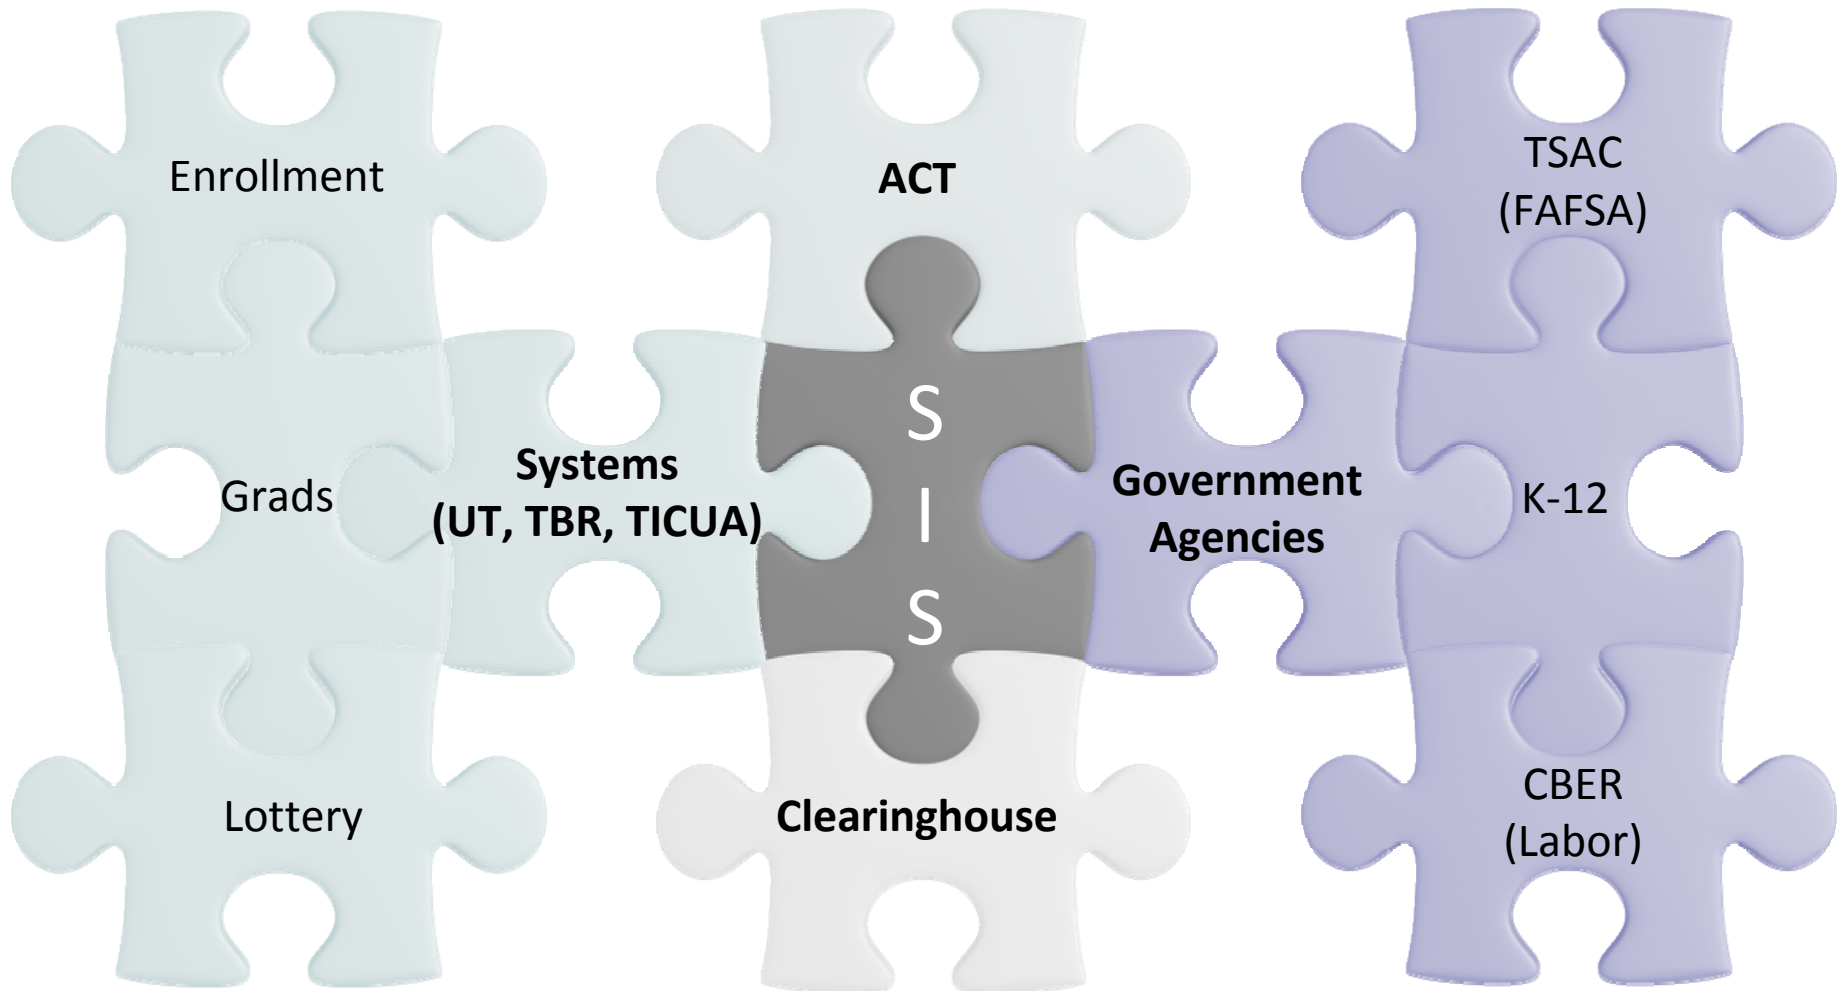 Enrollment
ACT
TSAC
(FAFSA)
Grads
Systems
(UT, TBR, TICUA)
S
I
S
Government
Agencies
K-12
Lottery
Clearinghouse
CBER
(Labor)